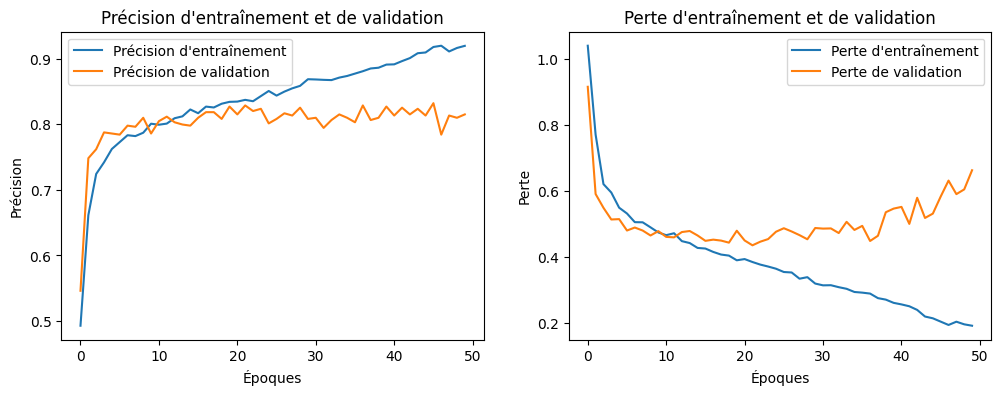 Précision d'entraînement et de validation
Précision d'entraînement
Précision de validation
Précision
0.9
0.8
0.7
0.6
0.5
0
10
20
30
40
50
Époques
Perte d'entraînement et de validation
Perte d'entraînement
Perte de validation
Perte
1.0
0.8
0.6
0.4
0.2
0
10
20
30
40
50
Époques